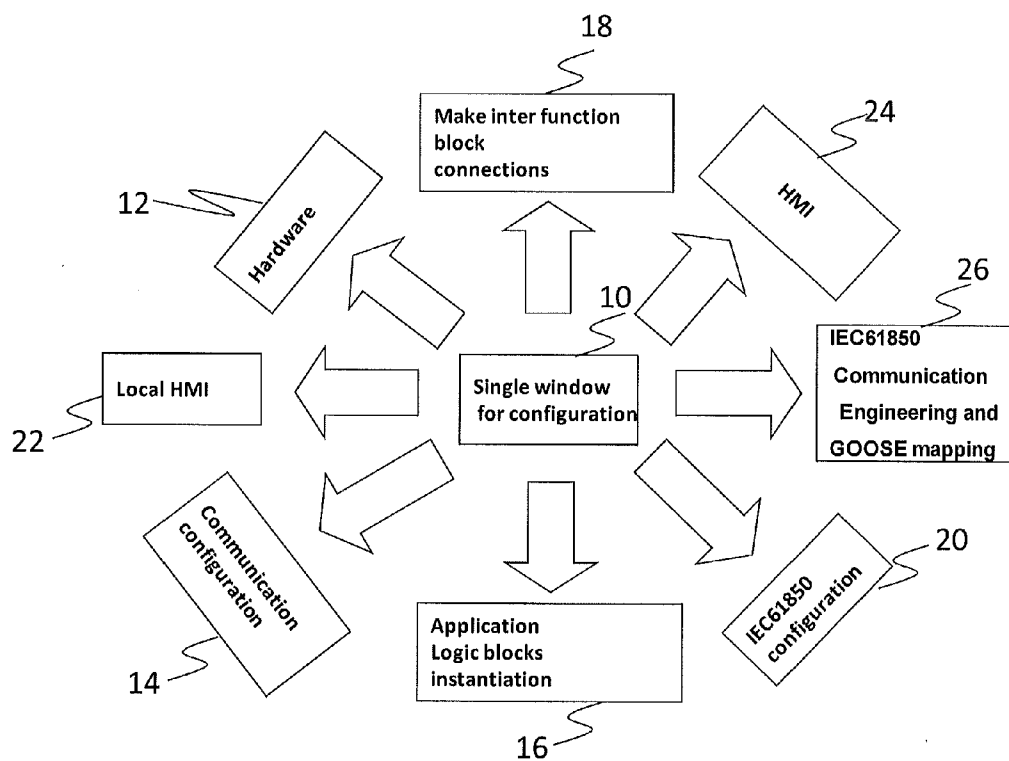 18
Make inter function
block
connections
24
HMI
12
Hardware
10
Single window
for configuration
26
IEC61850
Communication
Engineering and
GOOSE mapping
Local HMI
22
Communication
configuration
14
Application
Logic blocks
instantiation
16
IEC61850
configuration
20